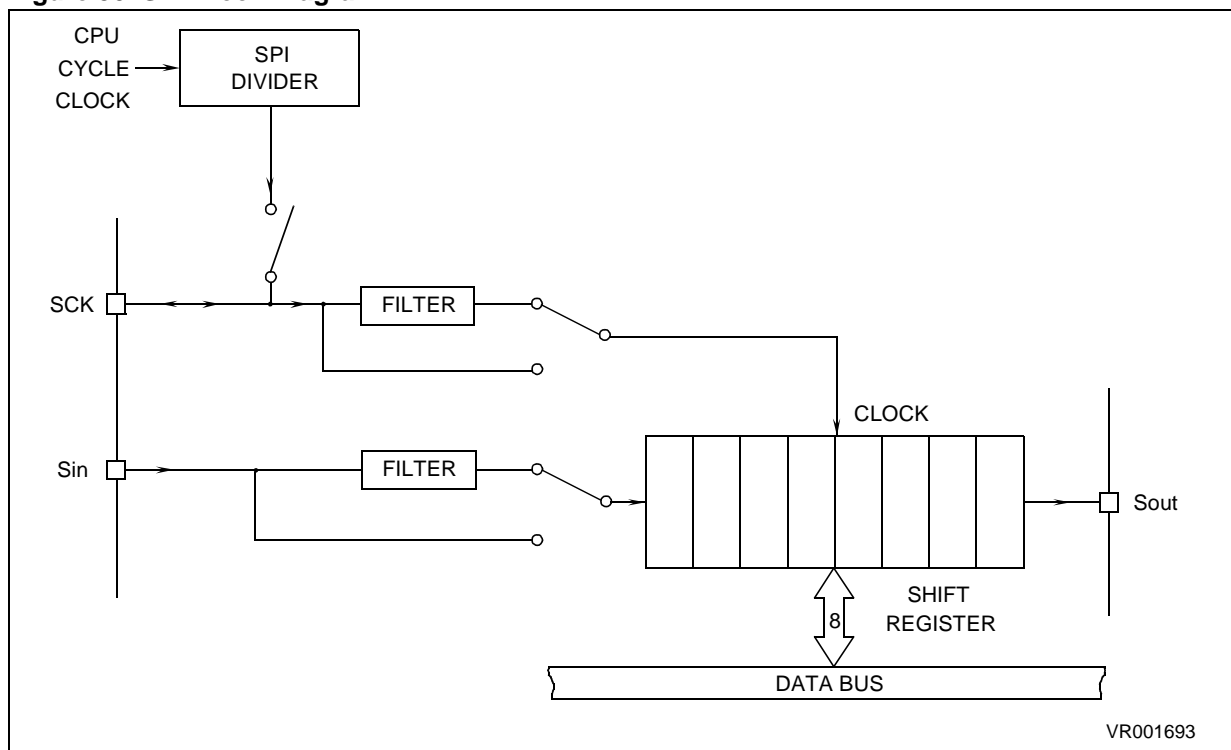 CPU
CYCLE
CLOCK
SPI
DIVIDER
SCK
FILTER
CLOCK
Sin
FILTER
Sout
SHIFT
REGISTER
8
DATA BUS
VR001693